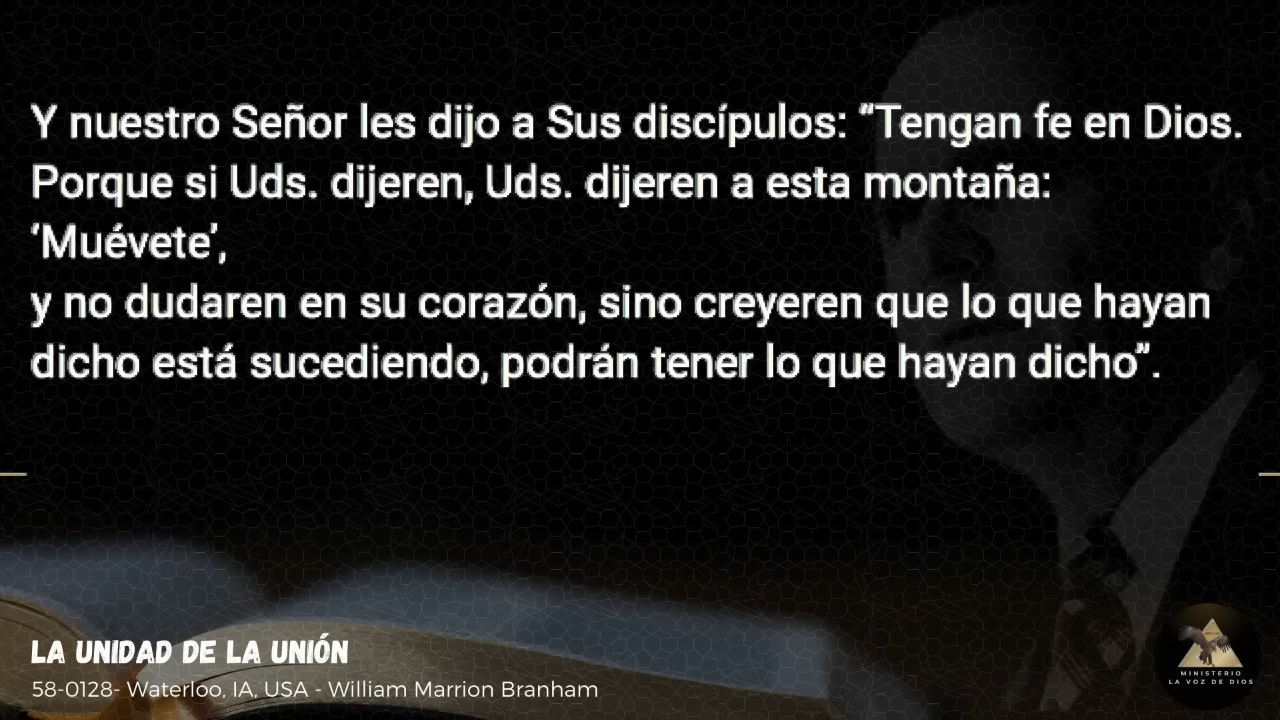 Y nuestro Señor les dijo a Sus discípulos: “Tengan fe en Dios.
Porque si Uds. dijeren, Uds. dijeren a esta montaña:
‘Muévete’,
y no dudaren en su corazón, sino creyeren que lo que hayan
dicho está sucediendo, podrán tener lo que hayan dicho”.
LA UNIDAD DE LA UNIÓN
58-0128- Waterloo, IA, USA - William Marrion Branham
MINISTERIO
LA VOZ DE DIOS